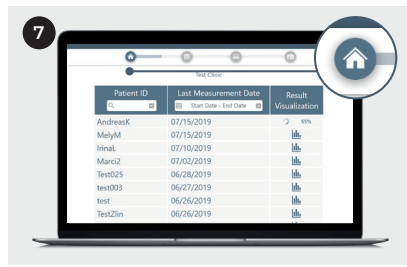 7
Test Clinic
Patient ID Last Measurement Date Result Visualization
Start Date - End Date
AndreasK 07/15/2019 99%
MelyM 07/15/2019
IrinaL 07/10/2019
Marci2 07/02/2019
Test025 06/28/2019
test003 06/27/2019
test 06/26/2019
TestZlin 06/26/2019